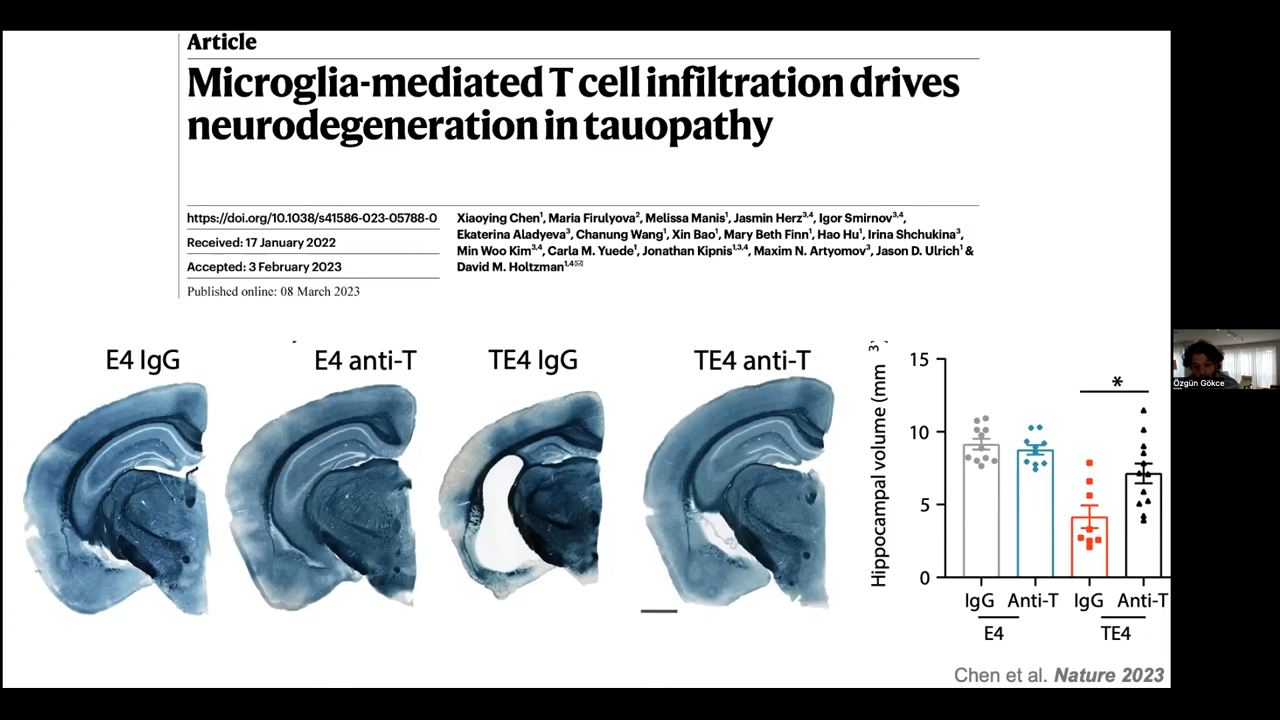 Article
Microglia-mediated T cell infiltration drives
neurodegeneration in tauopathy
https://doi.org/10.1038/s41586-023-05788-0
Received: 17 January 2022
Accepted: 3 February 2023
Published online: 08 March 2023
Xiaoying Chen¹, Maria Firulyova², Melissa Manis¹, Jasmin Herz³,⁴, Igor Smirnov³,⁴,
Ekaterina Aladyeva³, Chanung Wang¹, Xin Bao¹, Mary Beth Finn¹, Hao Hu¹, Irina Shchukina³,
Min Woo Kim³,⁴, Carla M. Yuede¹, Jonathan Kipnis¹,³,⁴, Maxim N. Artyomov³, Jason D. Ulrich¹ &
David M. Holtzman¹,⁴✉
E4 IgG
E4 anti-T
TE4 IgG
TE4 anti-T
Hippocampal volume (mm 3)
15
10
5
0
*
IgG Anti-T IgG Anti-T
E4 TE4
Chen et al. Nature 2023
Özgün Gökce